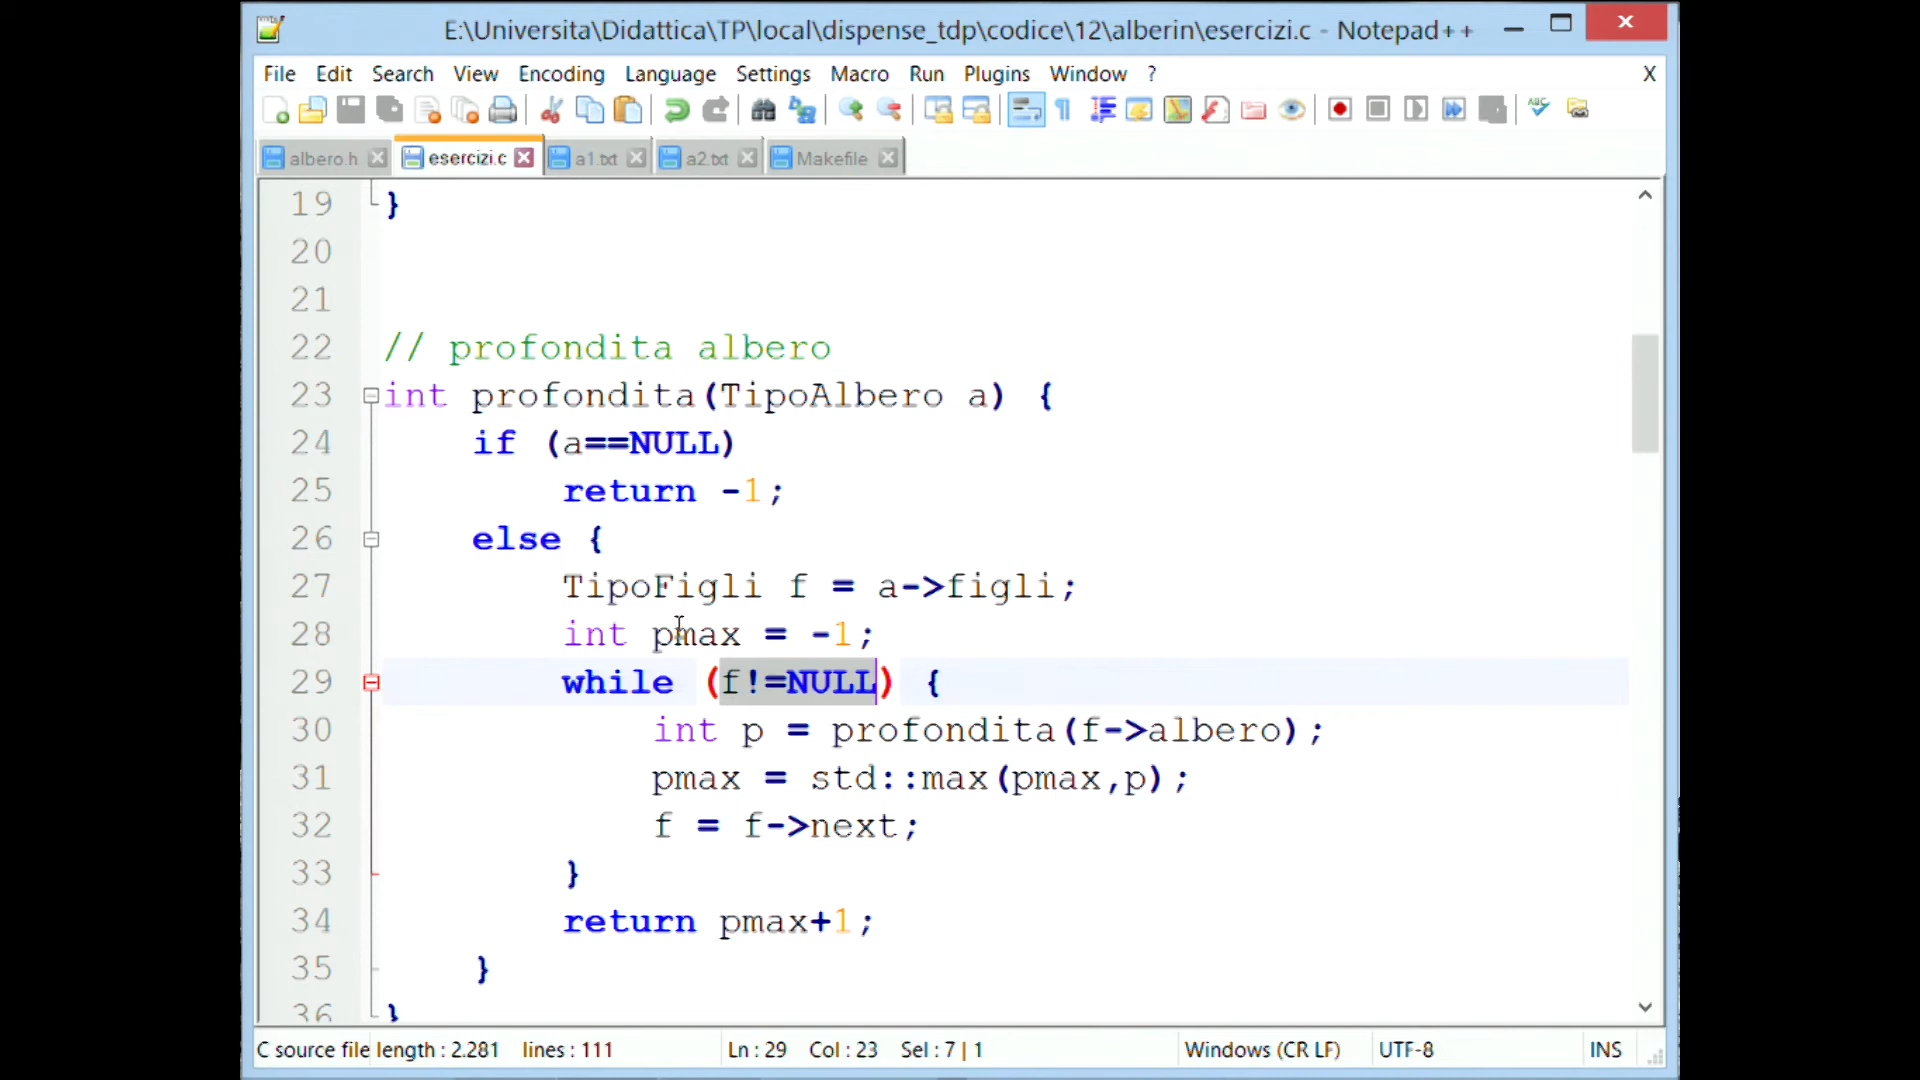 E:\Universita\Didattica\TP\local\dispense_tdp\codice\12\alberin\esercizi.c - Notepad++
File Edit Search View Encoding Language Settings Macro Run Plugins Window ? X
albero.h esercizi.c a1.txt a2.txt Makefile
19 }
20
21
22 // profondita albero
23 int profondita(TipoAlbero a) {
24 if (a==NULL)
25 return -1;
26 else {
27 TipoFigli f = a->figli;
28 int pmax = -1;
29 while (f!=NULL) {
30 int p = profondita(f->albero);
31 pmax = std::max(pmax,p);
32 f = f->next;
33 }
34 return pmax+1;
35 }
36 }
C source file length : 2.281 lines : 111 Ln : 29 Col : 23 Sel : 7 | 1 Windows (CR LF) UTF-8 INS